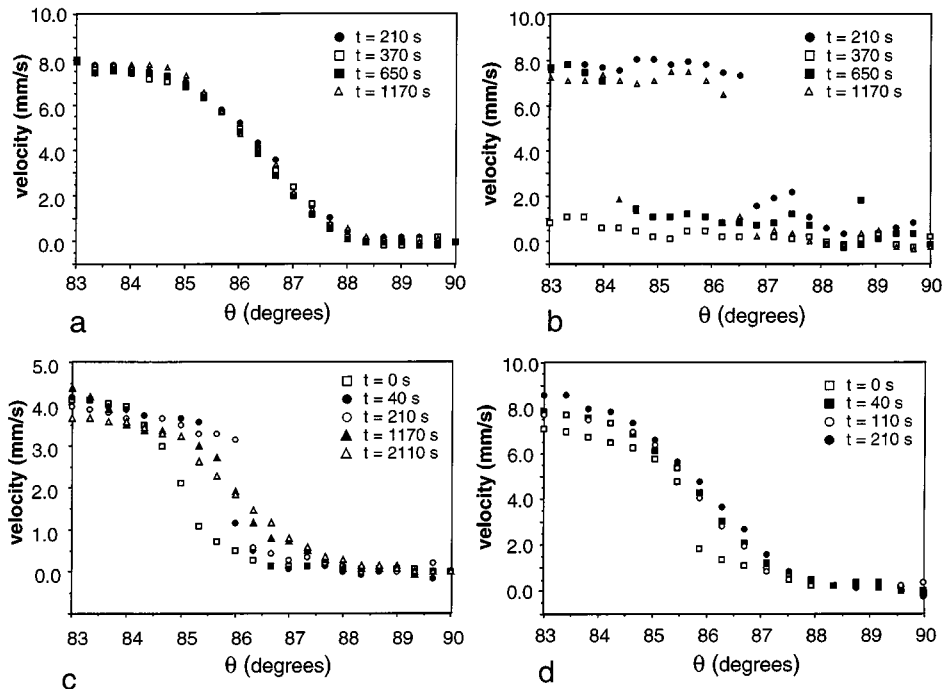 10.0
8.0
6.0
4.0
2.0
0.0
velocity (mm/s)
t = 210 s
t = 370 s
t = 650 s
t = 1170 s
83 84 85 86 87 88 89 90
θ (degrees)
a
10.0
8.0
6.0
4.0
2.0
0.0
velocity (mm/s)
t = 210 s
t = 370 s
t = 650 s
t = 1170 s
83 84 85 86 87 88 89 90
θ (degrees)
b
5.0
4.0
3.0
2.0
1.0
0.0
velocity (mm/s)
t = 0 s
t = 40 s
t = 210 s
t = 1170 s
t = 2110 s
83 84 85 86 87 88 89 90
θ (degrees)
c
10.0
8.0
6.0
4.0
2.0
0.0
velocity (mm/s)
t = 0 s
t = 40 s
t = 110 s
t = 210 s
83 84 85 86 87 88 89 90
θ (degrees)
d